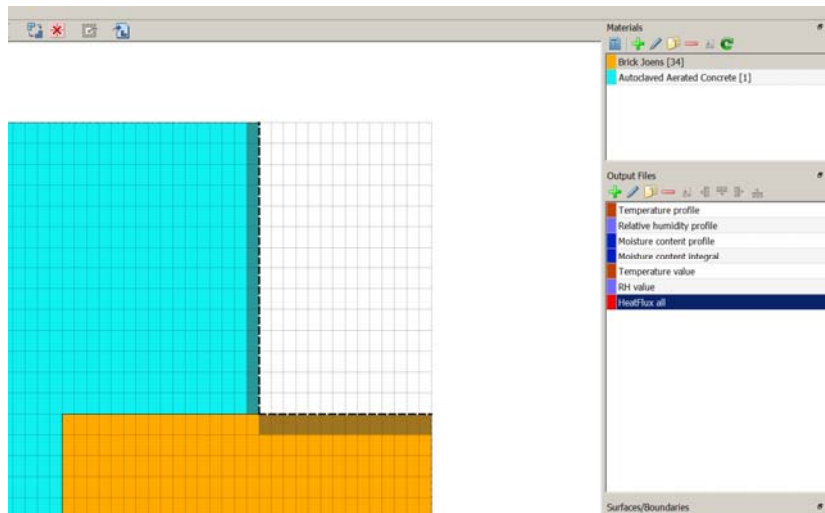 Materials
Brick Joens [34]
Autoclaved Aerated Concrete [1]
Output Files
Temperature profile
Relative humidity profile
Moisture content profile
Moisture content integral
Temperature value
RH value
HeatFlux all
Surfaces/Boundaries